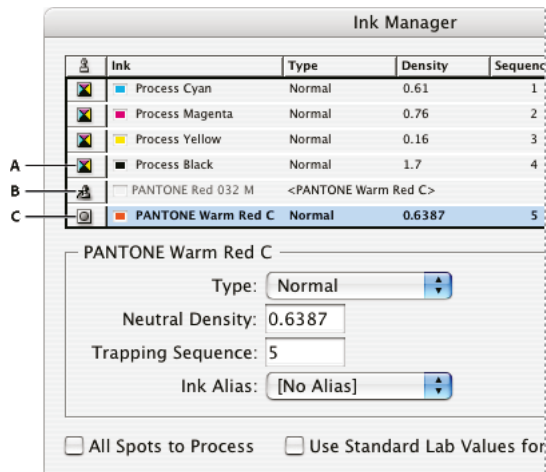 Ink Manager
Ink Type Density Sequenc
Process Cyan Normal 0.61 1
Process Magenta Normal 0.76 2
Process Yellow Normal 0.16 3
A Process Black Normal 1.7 4
B PANTONE Red 032 M <PANTONE Warm Red C>
C PANTONE Warm Red C Normal 0.6387 5
PANTONE Warm Red C
Type: Normal
Neutral Density: 0.6387
Trapping Sequence: 5
Ink Alias: [No Alias]
All Spots to Process Use Standard Lab Values for